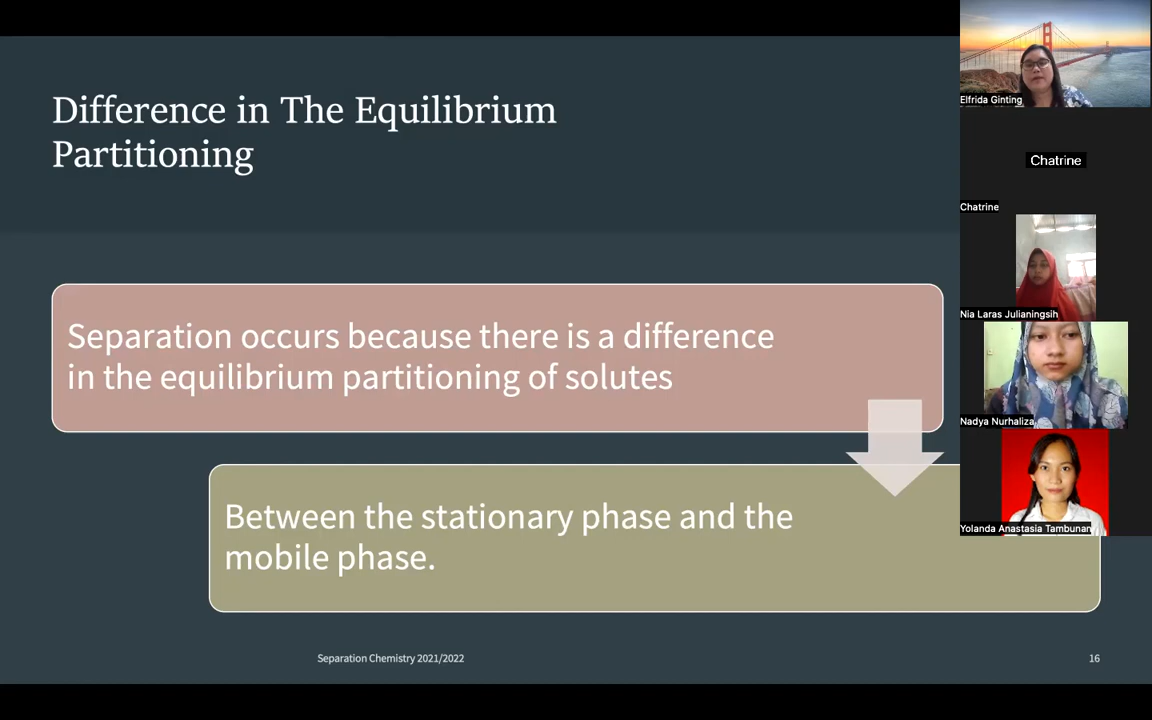 Difference in The Equilibrium
Partitioning
Separation occurs because there is a difference
in the equilibrium partitioning of solutes
Between the stationary phase and the
mobile phase.
Separation Chemistry 2021/2022
16
Elfrida Ginting
Chatrine
Chatrine
Nia Laras Julianingsih
Nadya Nurhaliza
Yolanda Anastasia Tambunan